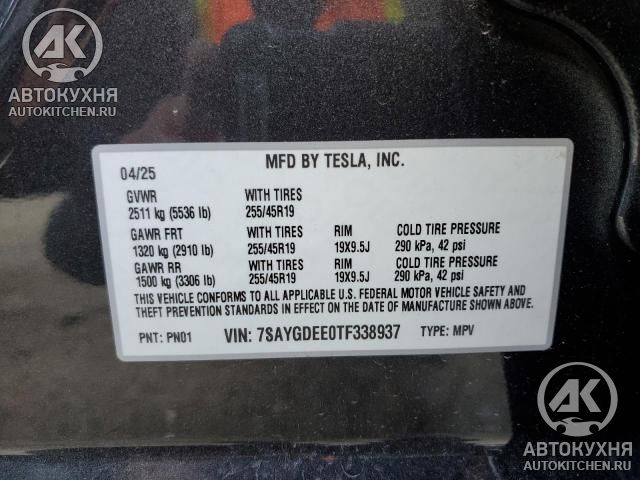 АК
АВТОКУХНЯ
AUTOKITCHEN.RU
MFD BY TESLA, INC.
04/25
GVWR WITH TIRES
2511 kg (5536 lb) 255/45R19
GAWR FRT WITH TIRES RIM COLD TIRE PRESSURE
1320 kg (2910 lb) 255/45R19 19X9.5J 290 kPa, 42 psi
GAWR RR WITH TIRES RIM COLD TIRE PRESSURE
1500 kg (3306 lb) 255/45R19 19X9.5J 290 kPa, 42 psi
THIS VEHICLE CONFORMS TO ALL APPLICABLE U.S. FEDERAL MOTOR VEHICLE SAFETY AND
THEFT PREVENTION STANDARDS IN EFFECT ON THE DATE OF MANUFACTURE SHOWN ABOVE.
PNT: PN01 VIN: 7SAYGDEE0TF338937 TYPE: MPV
АК
АВТОКУХНЯ
AUTOKITCHEN.RU